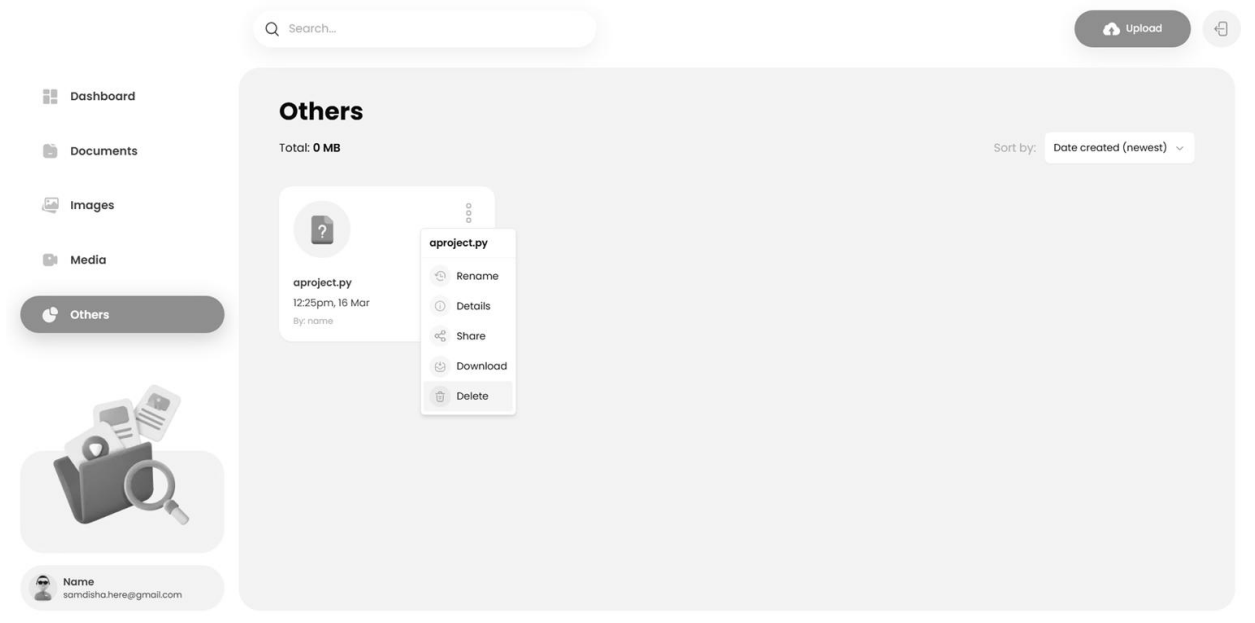 Search...
Upload
Dashboard
Documents
Images
Media
Others
Name
samdisha.here@gmail.com
Others
Total: 0 MB
Sort by: Date created (newest)
aproject.py
12:25pm, 16 Mar
By: name
aproject.py
Rename
Details
Share
Download
Delete